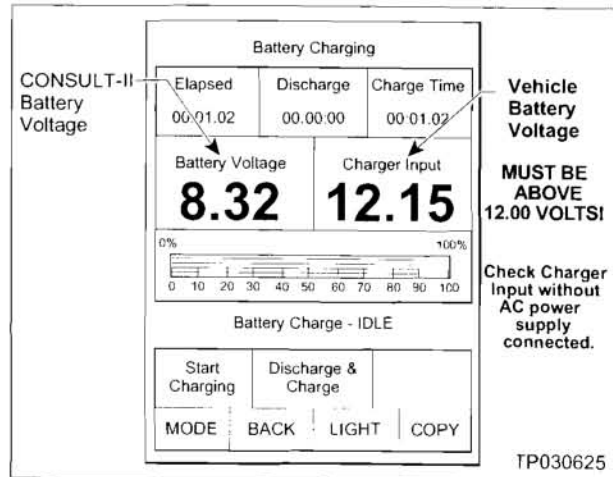 Battery Charging
CONSULT-II
Battery
Voltage
Elapsed Discharge Charge Time
00:01.02 00.00:00 00:01.02
Vehicle
Battery
Voltage
Battery Voltage Charger Input
8.32 12.15
MUST BE
ABOVE
12.00 VOLTS!
0% 100%
0 10 20 30 40 50 60 70 80 90 100
Check Charger
Input without
AC power
supply
connected.
Battery Charge - IDLE
Start
Charging
Discharge &
Charge
MODE BACK LIGHT COPY
TP030625